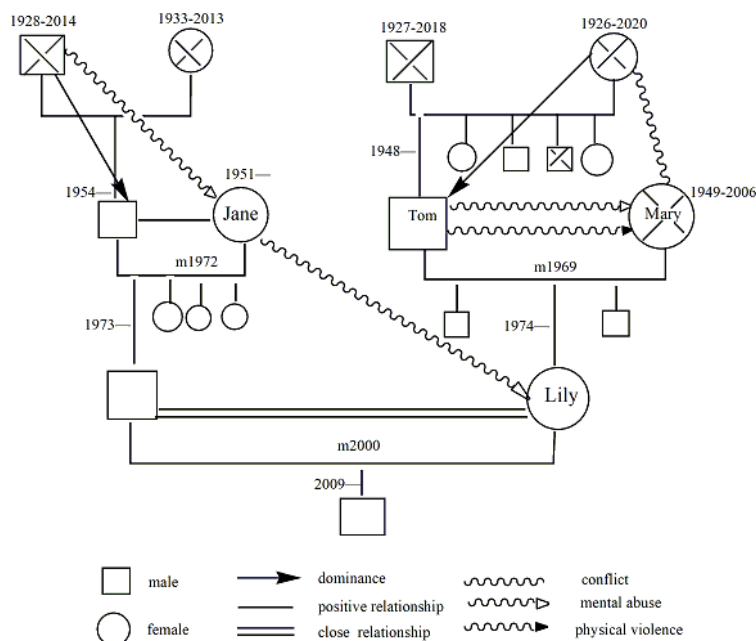 1928-2014 1933-2013 1927-2018 1926-2020
1948—
1951—
1954—
Jane Tom Mary 1949-2006
m1972 m1969
1973— 1974—
Lily
m2000
2009—
male dominance conflict
positive relationship mental abuse
female close relationship physical violence